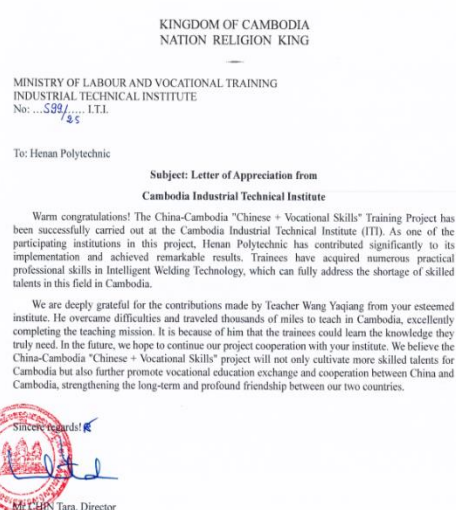 KINGDOM OF CAMBODIA
NATION RELIGION KING
MINISTRY OF LABOUR AND VOCATIONAL TRAINING
INDUSTRIAL TECHNICAL INSTITUTE
No: ...599/25..... I.T.I.
To: Henan Polytechnic
Subject: Letter of Appreciation from
Cambodia Industrial Technical Institute
Warm congratulations! The China-Cambodia "Chinese + Vocational Skills" Training Project has
been successfully carried out at the Cambodia Industrial Technical Institute (ITI). As one of the
participating institutions in this project, Henan Polytechnic has contributed significantly to its
implementation and achieved remarkable results. Trainees have acquired numerous practical
professional skills in Intelligent Welding Technology, which can fully address the shortage of skilled
talents in this field in Cambodia.
We are deeply grateful for the contributions made by Teacher Wang Yaqiang from your esteemed
institute. He overcame difficulties and traveled thousands of miles to teach in Cambodia, excellently
completing the teaching mission. It is because of him that the trainees could learn the knowledge they
truly need. In the future, we hope to continue our project cooperation with your institute. We believe the
China-Cambodia "Chinese + Vocational Skills" project will not only cultivate more skilled talents for
Cambodia but also further promote vocational education exchange and cooperation between China and
Cambodia, strengthening the long-term and profound friendship between our two countries.
Sincere regards!
Mr CHIN Tara, Director